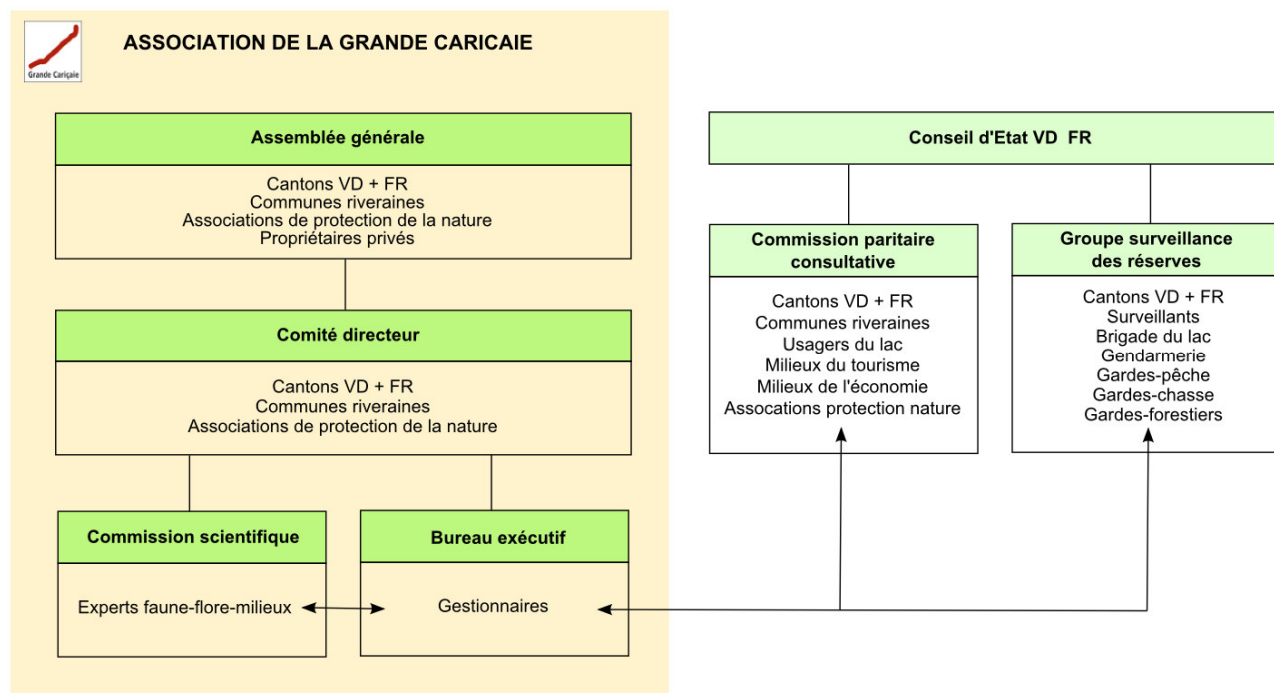 Grande Cariçaie
ASSOCIATION DE LA GRANDE CARICAIE
Assemblée générale
Cantons VD + FR
Communes riveraines
Associations de protection de la nature
Propriétaires privés
Comité directeur
Cantons VD + FR
Communes riveraines
Associations de protection de la nature
Commission scientifique
Experts faune-flore-milieux
Bureau exécutif
Gestionnaires
Conseil d'Etat VD FR
Commission paritaire
consultative
Cantons VD + FR
Communes riveraines
Usagers du lac
Milieux du tourisme
Milieux de l'économie
Assocations protection nature
Groupe surveillance
des réserves
Cantons VD + FR
Surveillants
Brigade du lac
Gendarmerie
Gardes-pêche
Gardes-chasse
Gardes-forestiers